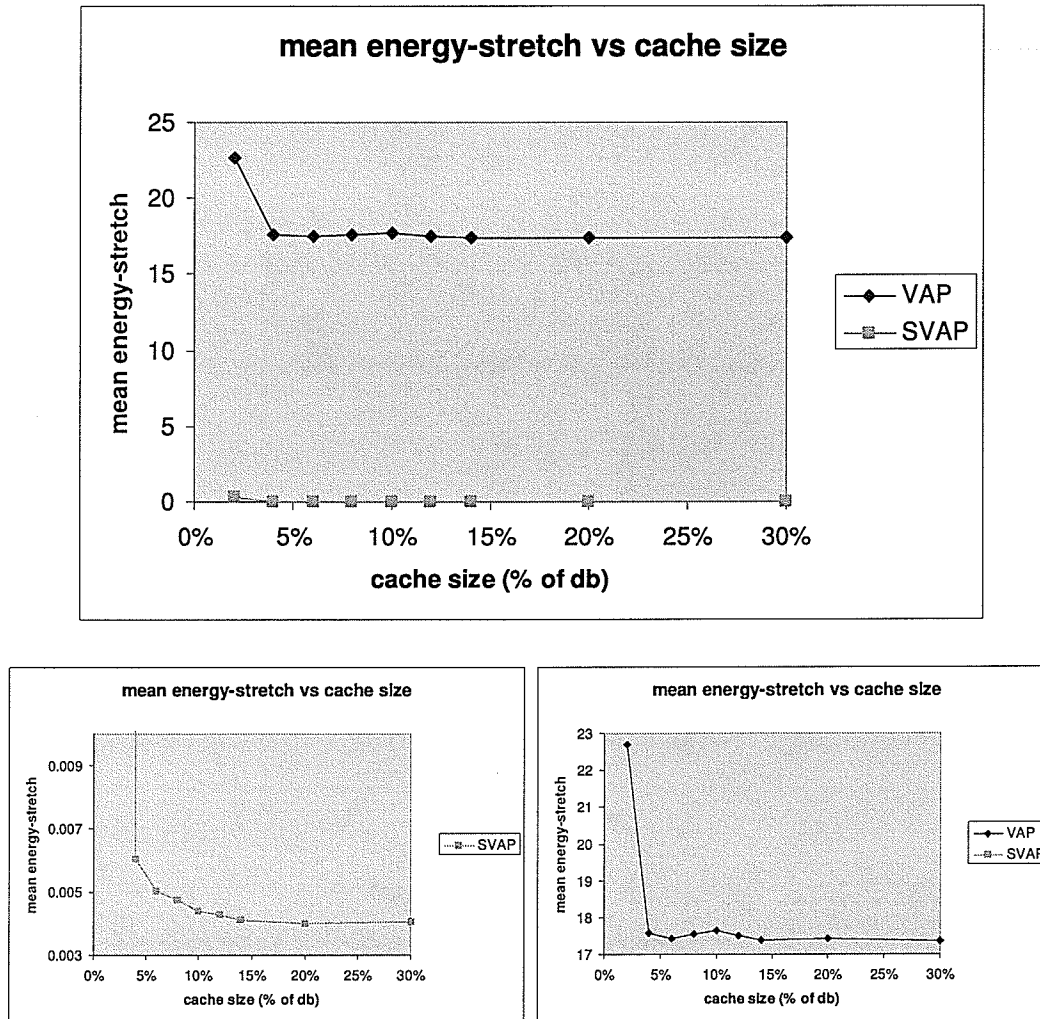 mean energy-stretch vs cache size
25
20
15
10
5
0
mean energy-stretch
0% 5% 10% 15% 20% 25% 30%
cache size (% of db)
VAP
SVAP
mean energy-stretch vs cache size
0.009
0.007
0.005
0.003
mean energy-stretch
0% 5% 10% 15% 20% 25% 30%
cache size (% of db)
SVAP
mean energy-stretch vs cache size
23
22
21
20
19
18
17
mean energy-stretch
0% 5% 10% 15% 20% 25% 30%
cache size (% of db)
VAP
SVAP